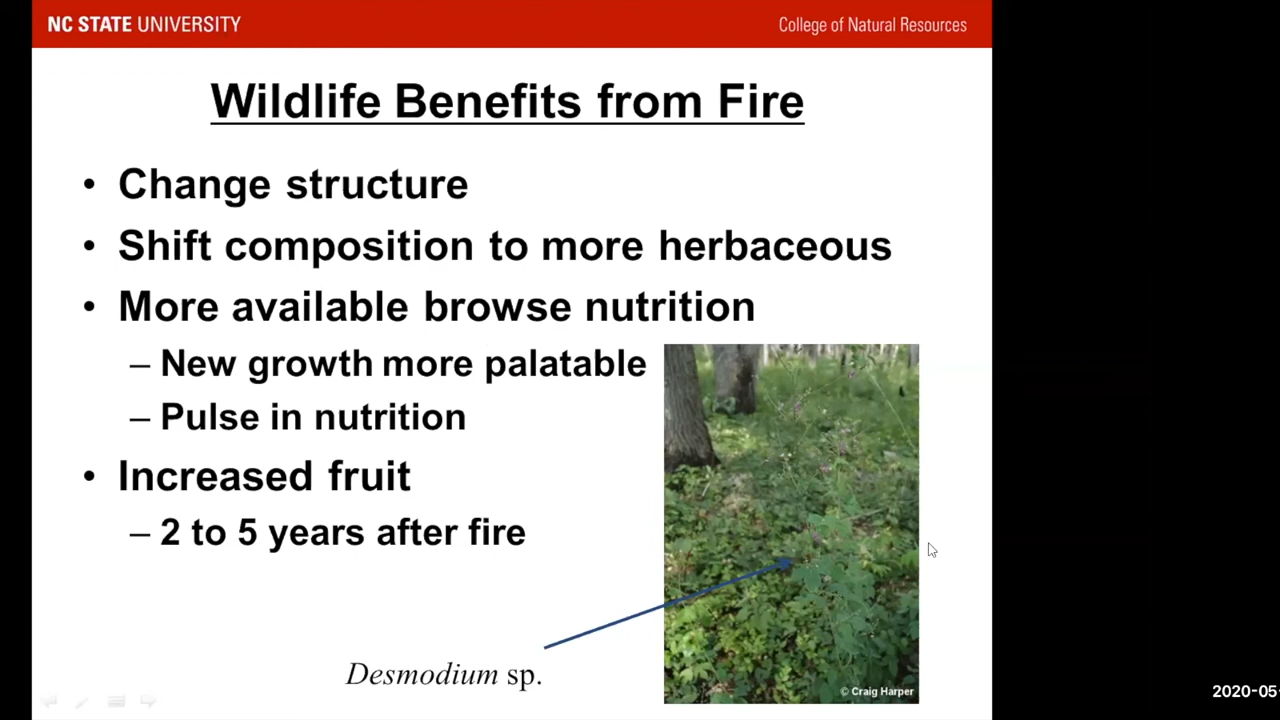 NC STATE UNIVERSITY
College of Natural Resources
Wildlife Benefits from Fire
• Change structure
• Shift composition to more herbaceous
• More available browse nutrition
– New growth more palatable
– Pulse in nutrition
• Increased fruit
– 2 to 5 years after fire
Desmodium sp.
© Craig Harper
2020-05-